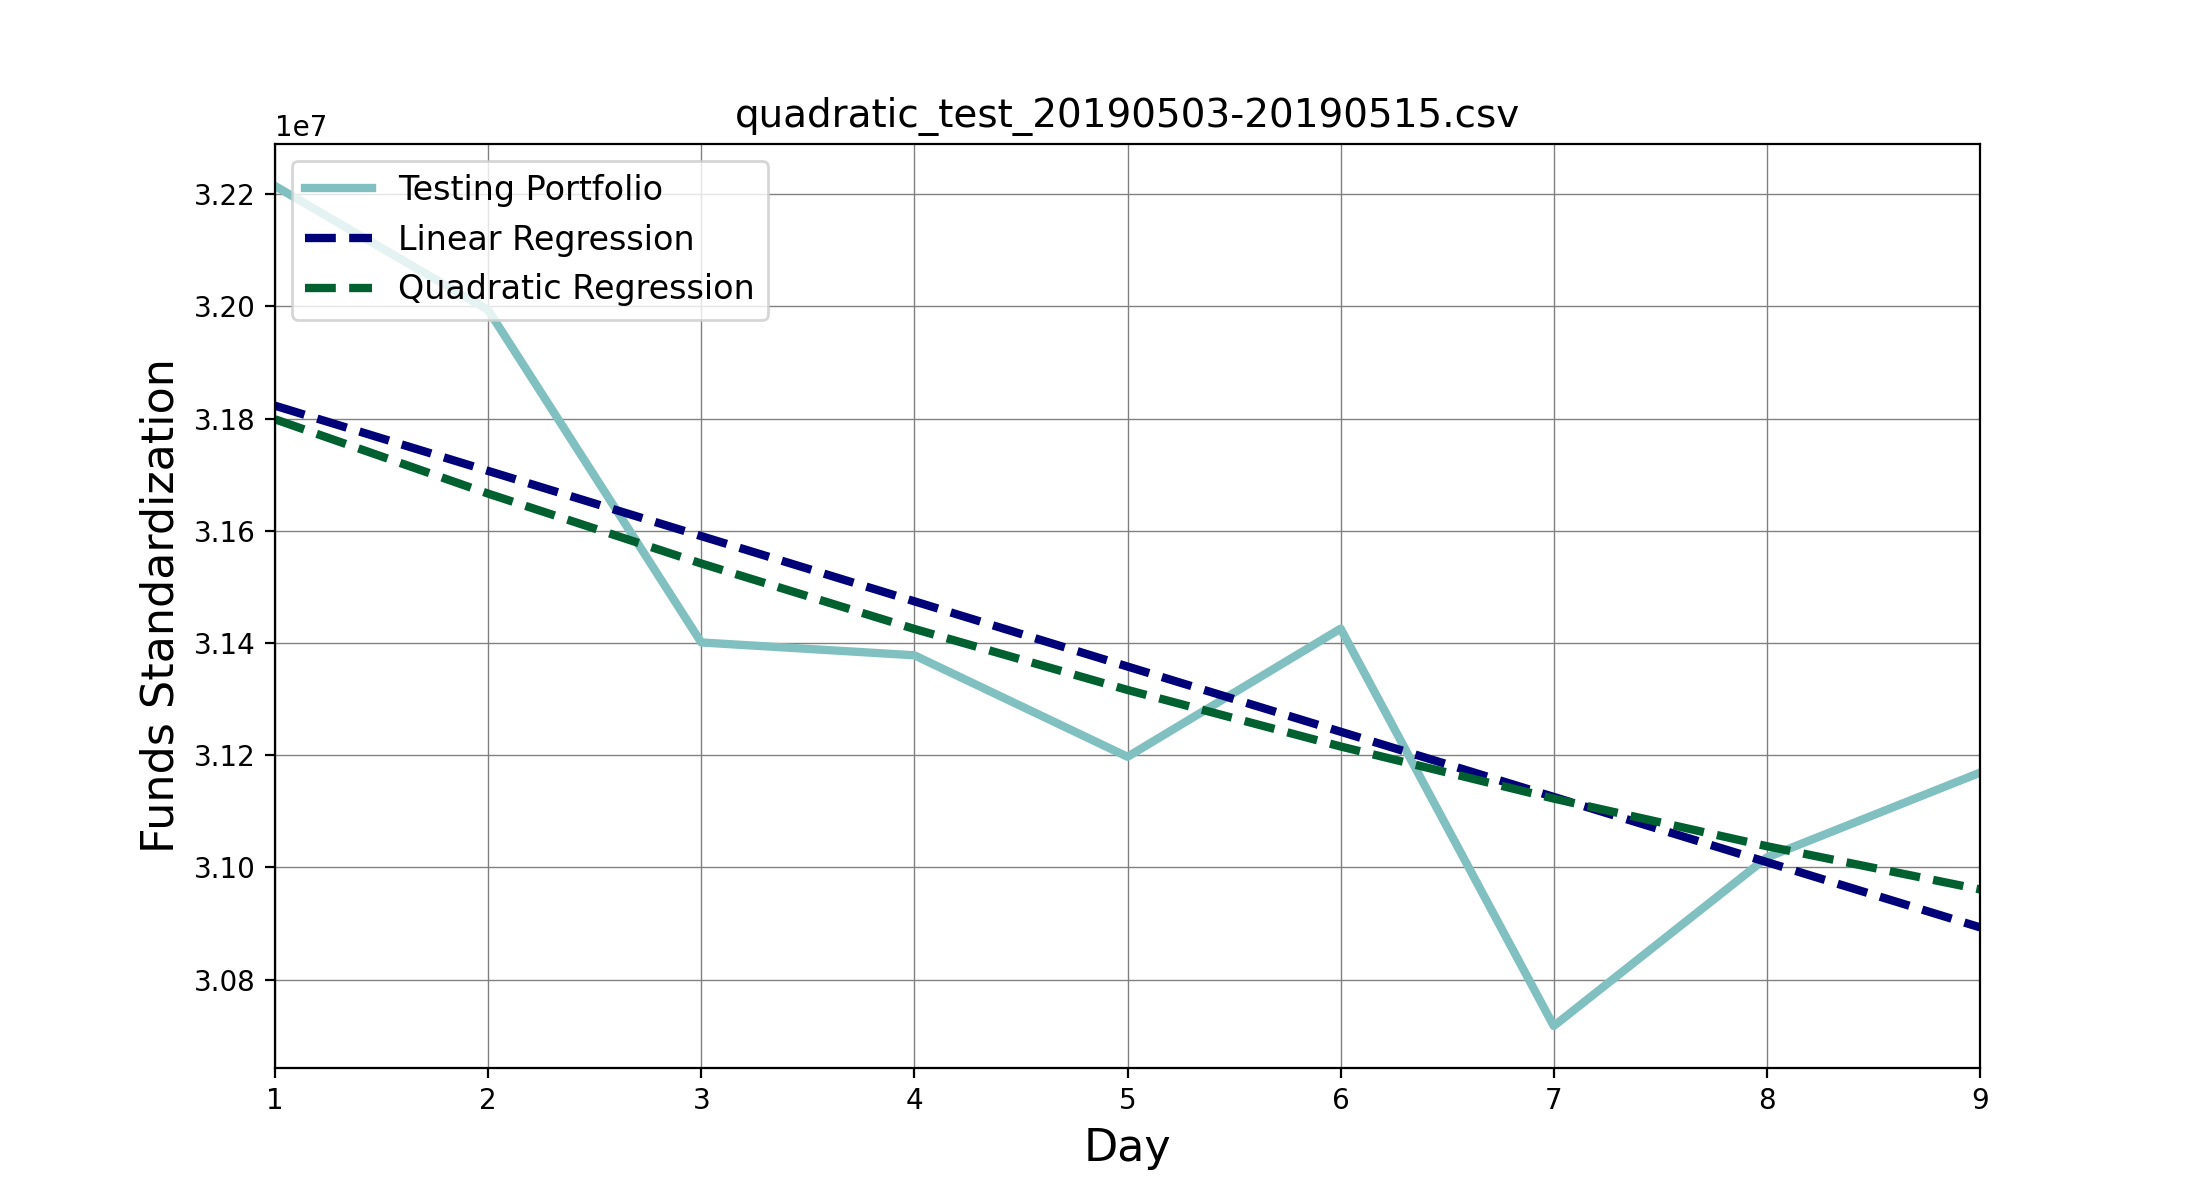 quadratic_test_20190503-20190515.csv
1e7
Testing Portfolio
Linear Regression
Quadratic Regression
3.22
3.20
3.18
3.16
3.14
3.12
3.10
3.08
Funds Standardization
1 2 3 4 5 6 7 8 9
Day